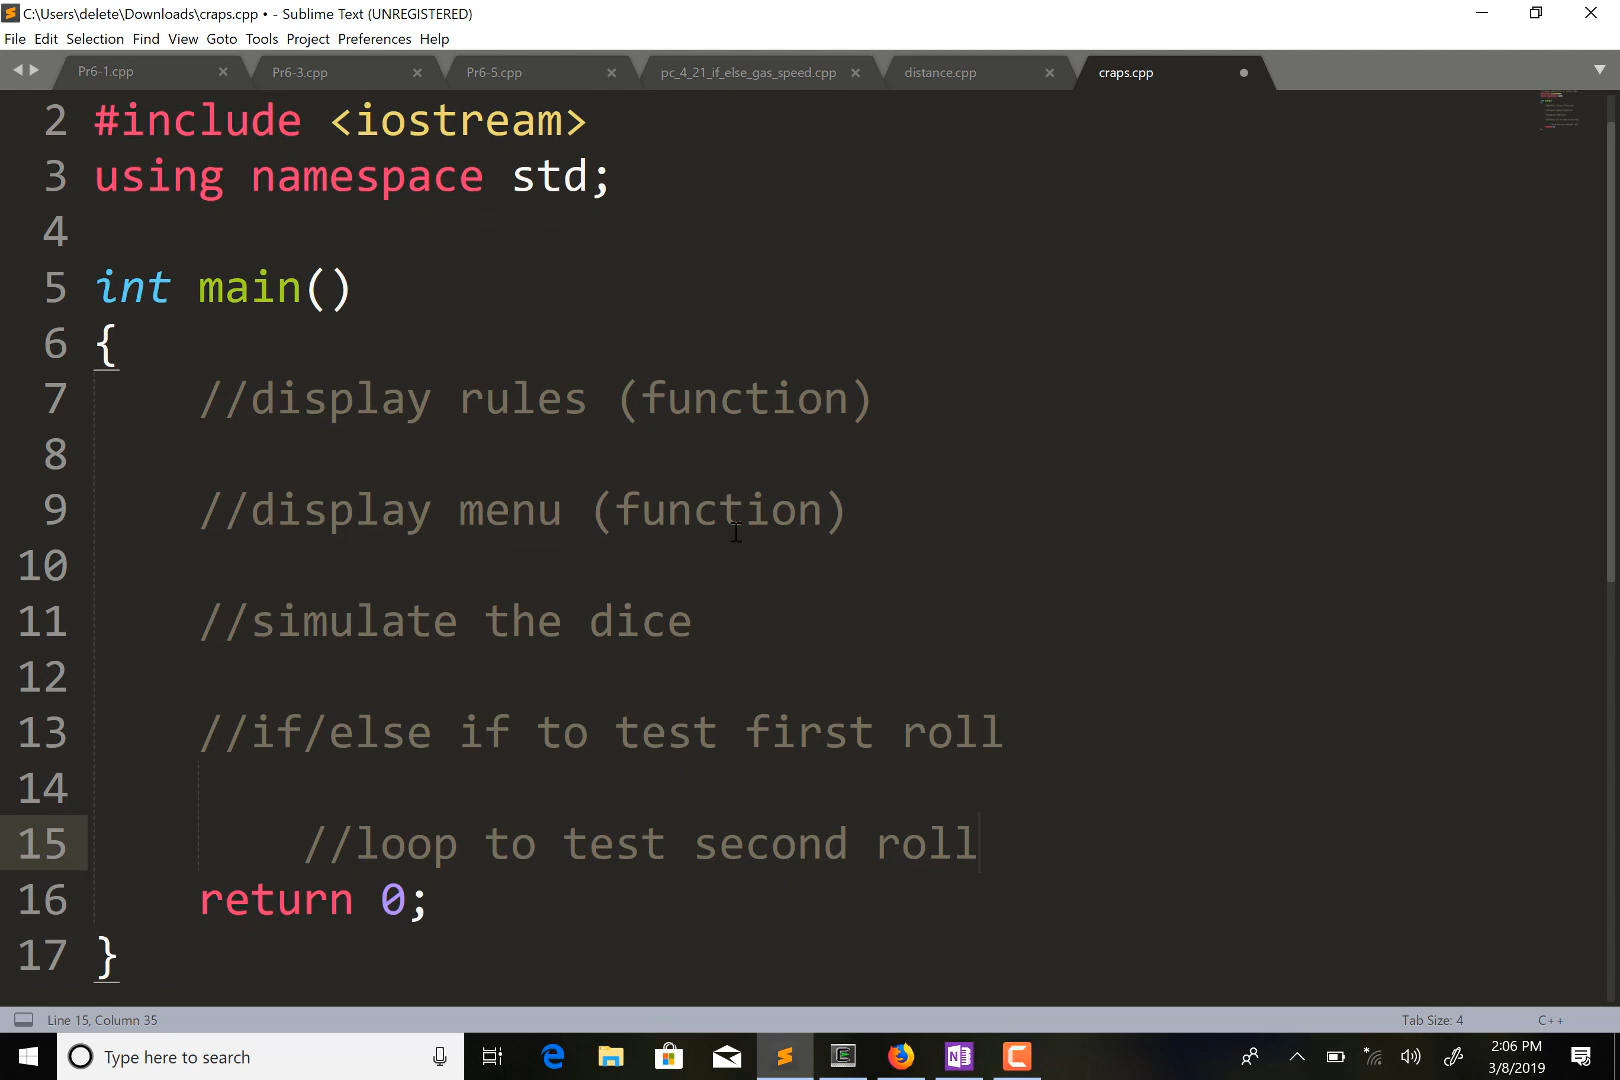 C:\Users\delete\Downloads\craps.cpp • - Sublime Text (UNREGISTERED)
File Edit Selection Find View Goto Tools Project Preferences Help
Pr6-1.cpp Pr6-3.cpp Pr6-5.cpp pc_4_21_if_else_gas_speed.cpp distance.cpp craps.cpp
2 #include <iostream>
3 using namespace std;
4
5 int main()
6 {
7 //display rules (function)
8
9 //display menu (function)
10
11 //simulate the dice
12
13 //if/else if to test first roll
14
15 //loop to test second roll
16 return 0;
17 }
Line 15, Column 35 Tab Size: 4 C++
Type here to search
2:06 PM
3/8/2019